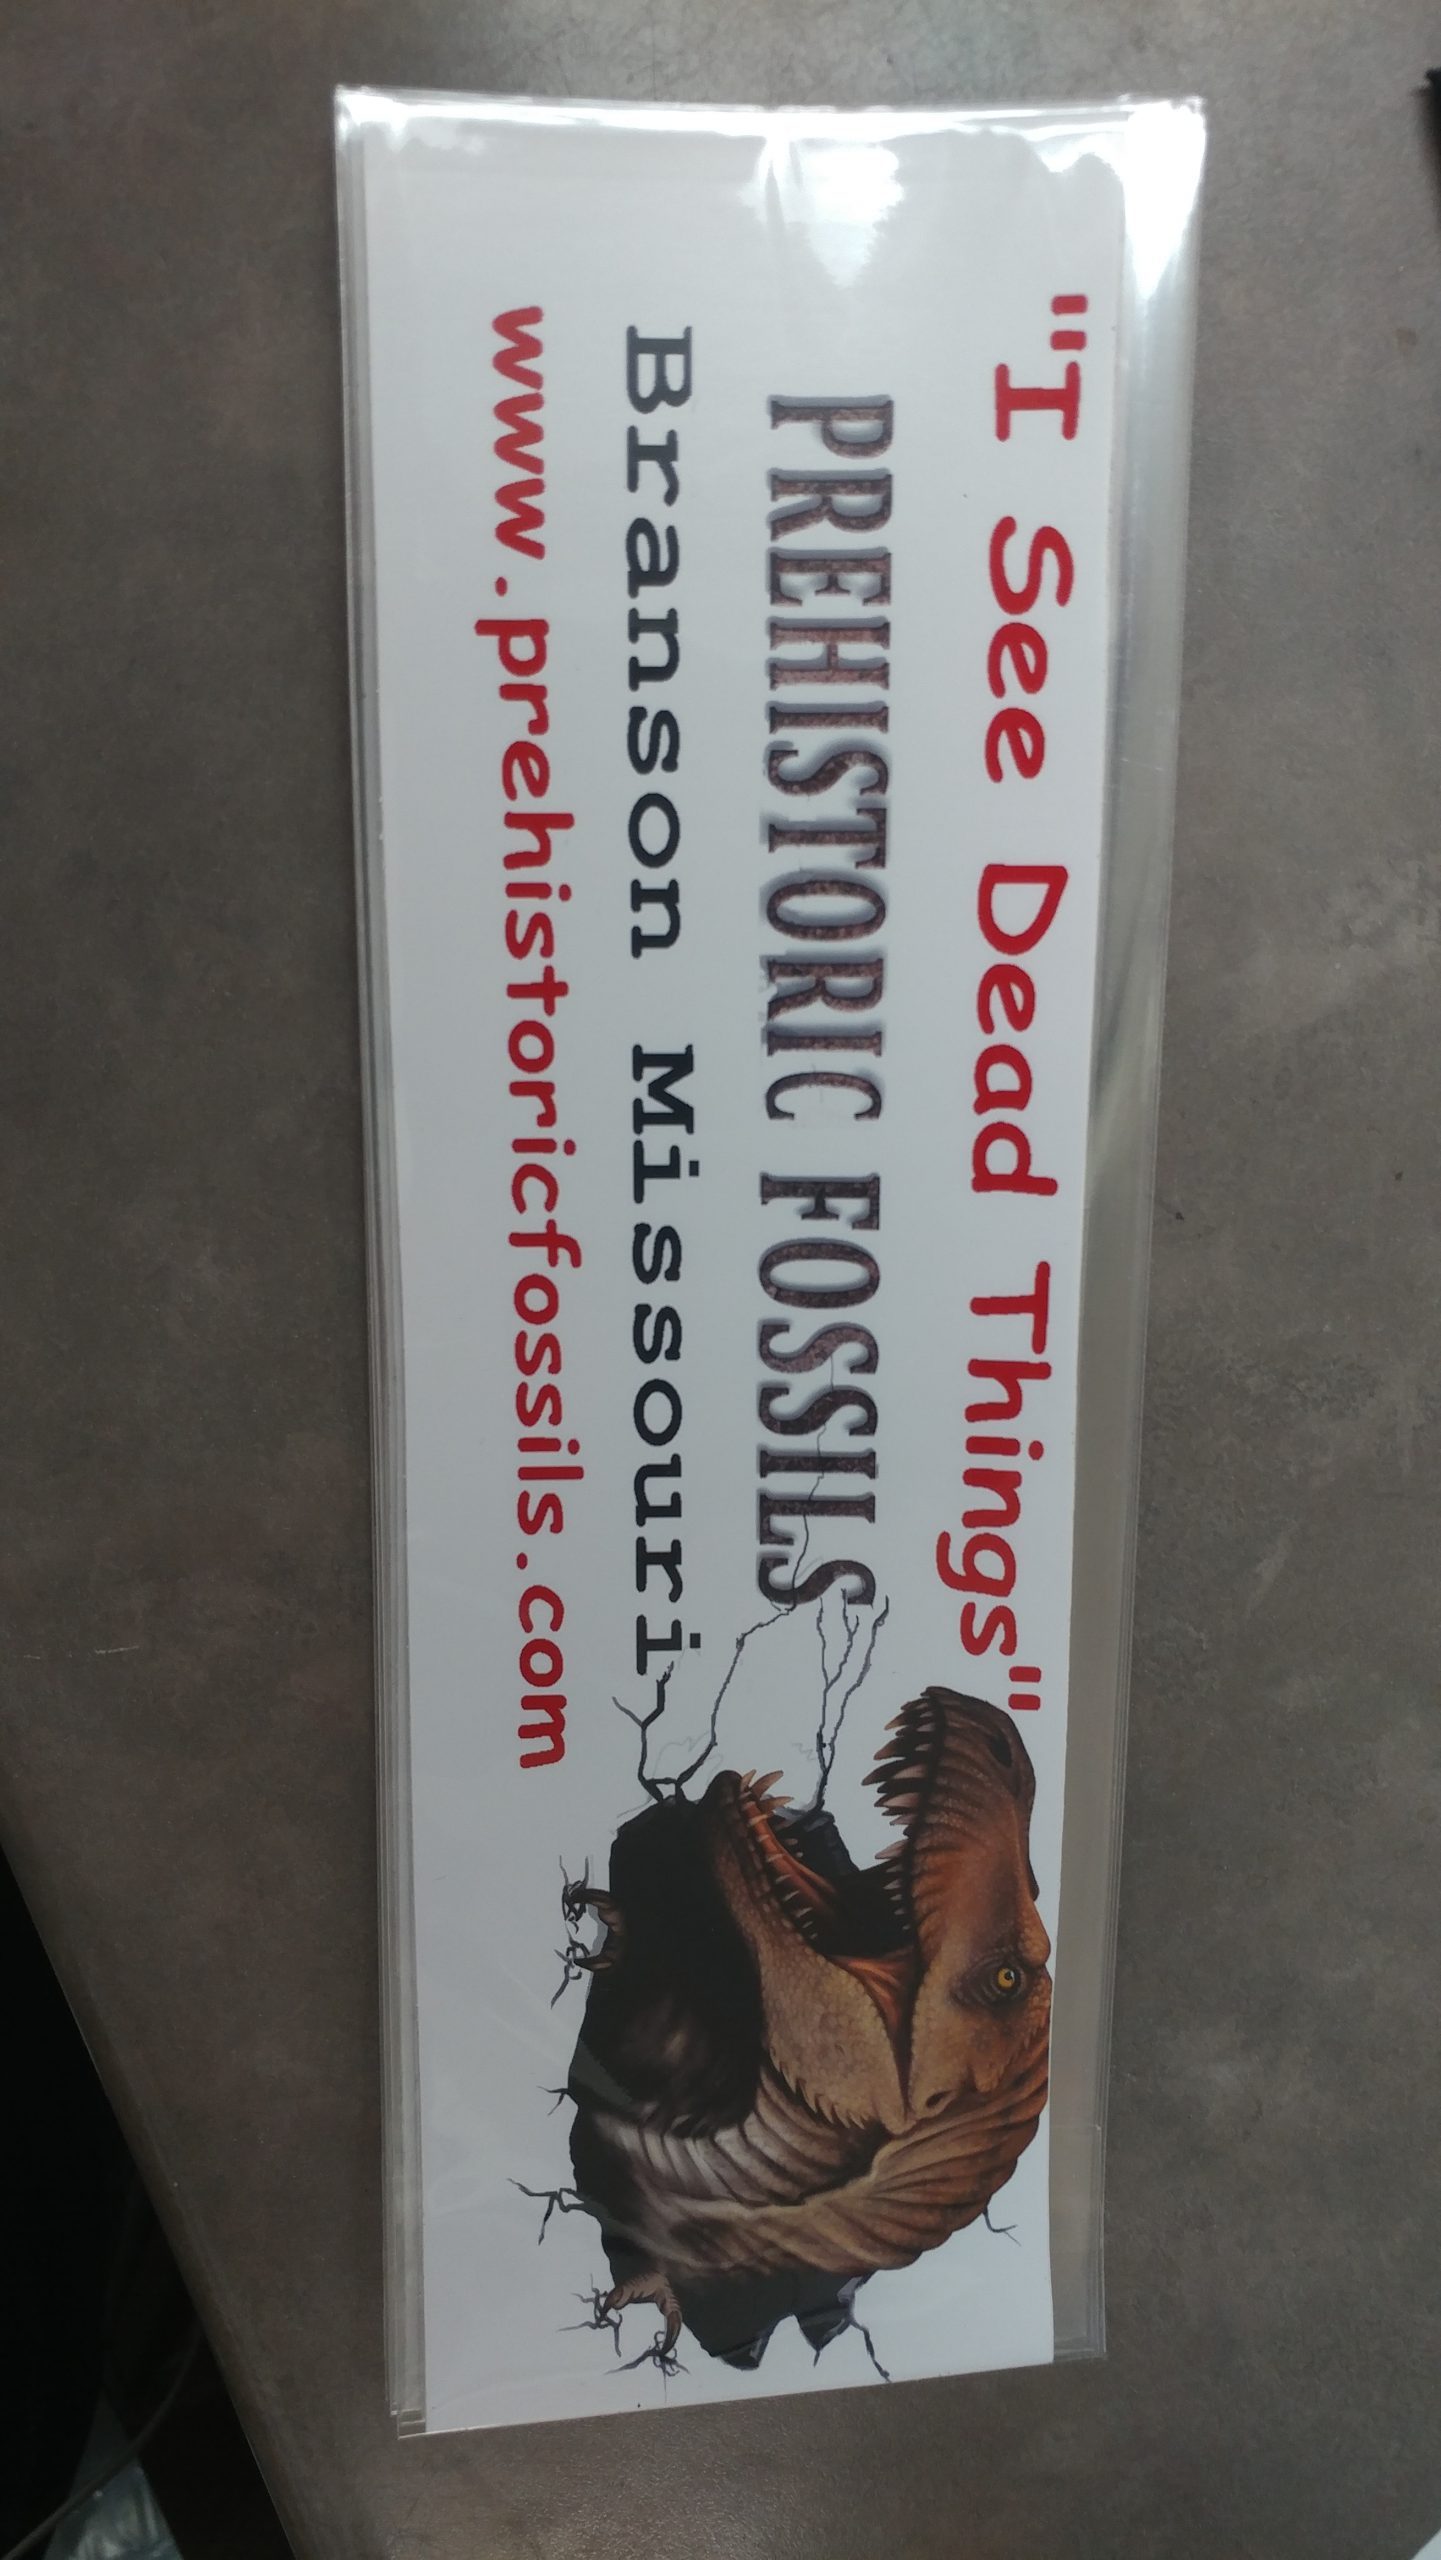 "I See Dead Things"
PREHISTORIC FOSSILS
Branson Missouri
www.prehistoricfossils.com